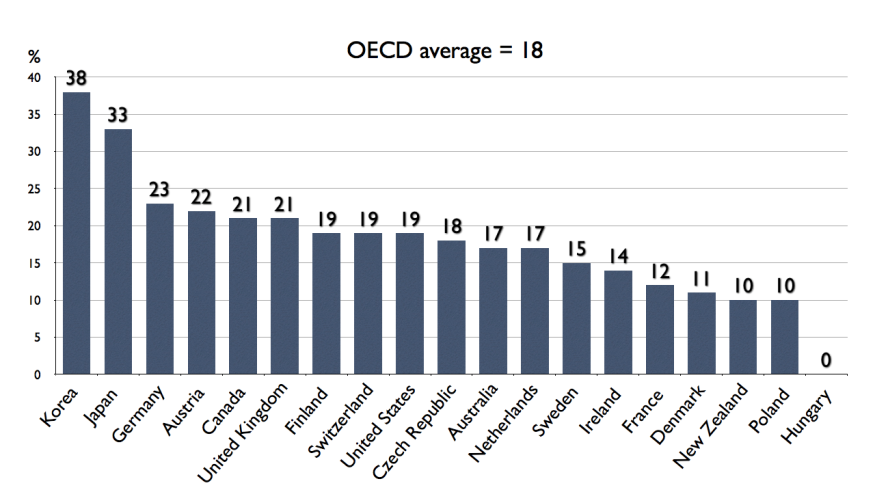 OECD average = 18
%
40
35
30
25
20
15
10
5
0
38
33
23
22
21
21
19
19
19
18
17
17
15
14
12
11
10
10
0
Korea
Japan
Germany
Austria
Canada
United Kingdom
Finland
Switzerland
United States
Czech Republic
Australia
Netherlands
Sweden
Ireland
France
Denmark
New Zealand
Poland
Hungary